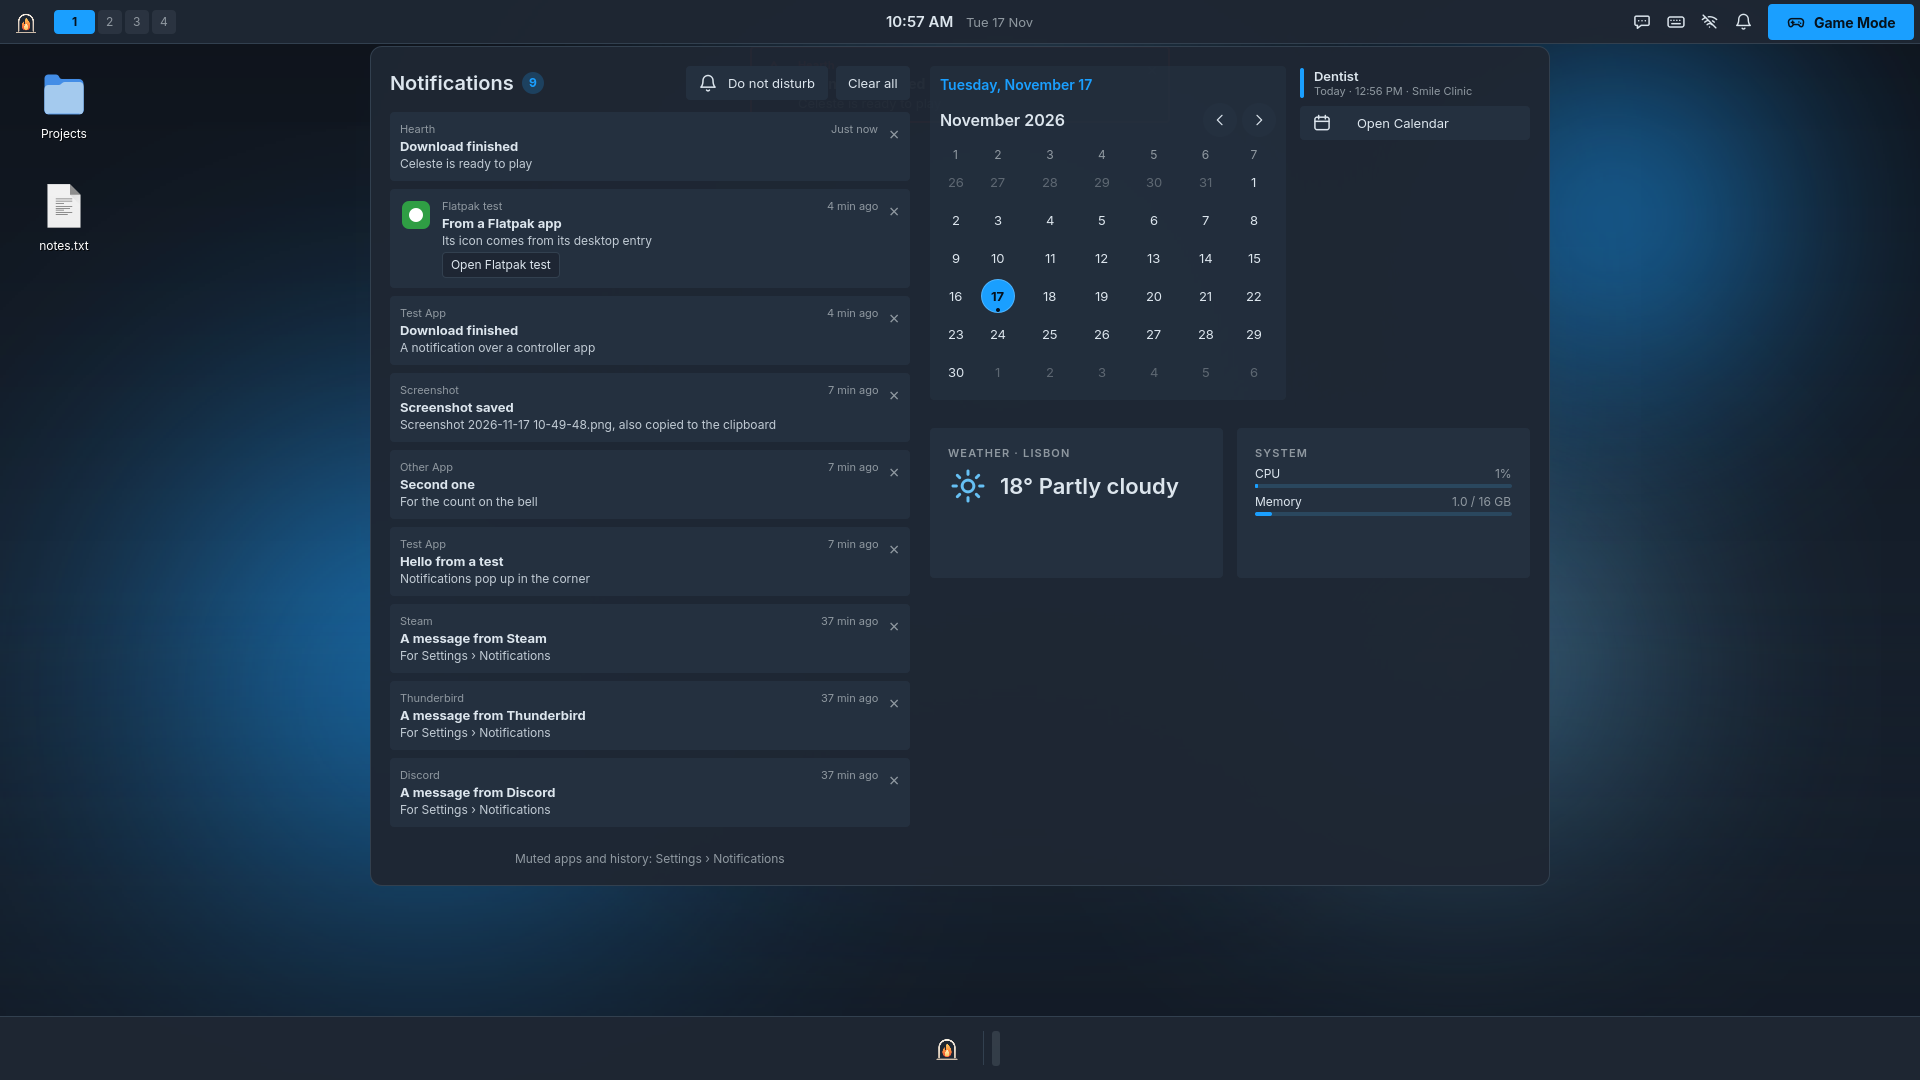 1 2 3 4
10:57 AM Tue 17 Nov
Game Mode
Projects
notes.txt
Notifications 9
Do not disturb
Clear all
Hearth
Just now
Download finished
Celeste is ready to play
Flatpak test
4 min ago
From a Flatpak app
Its icon comes from its desktop entry
Open Flatpak test
Test App
4 min ago
Download finished
A notification over a controller app
Screenshot
7 min ago
Screenshot saved
Screenshot 2026-11-17 10-49-48.png, also copied to the clipboard
Other App
7 min ago
Second one
For the count on the bell
Test App
7 min ago
Hello from a test
Notifications pop up in the corner
Steam
37 min ago
A message from Steam
For Settings › Notifications
Thunderbird
37 min ago
A message from Thunderbird
For Settings › Notifications
Discord
37 min ago
A message from Discord
For Settings › Notifications
Muted apps and history: Settings › Notifications
Tuesday, November 17
November 2026
1 2 3 4 5 6 7
26 27 28 29 30 31 1
2 3 4 5 6 7 8
9 10 11 12 13 14 15
16 17 18 19 20 21 22
23 24 25 26 27 28 29
30 1 2 3 4 5 6
Dentist
Today · 12:56 PM · Smile Clinic
Open Calendar
WEATHER · LISBON
18° Partly cloudy
SYSTEM
CPU 1%
Memory 1.0 / 16 GB